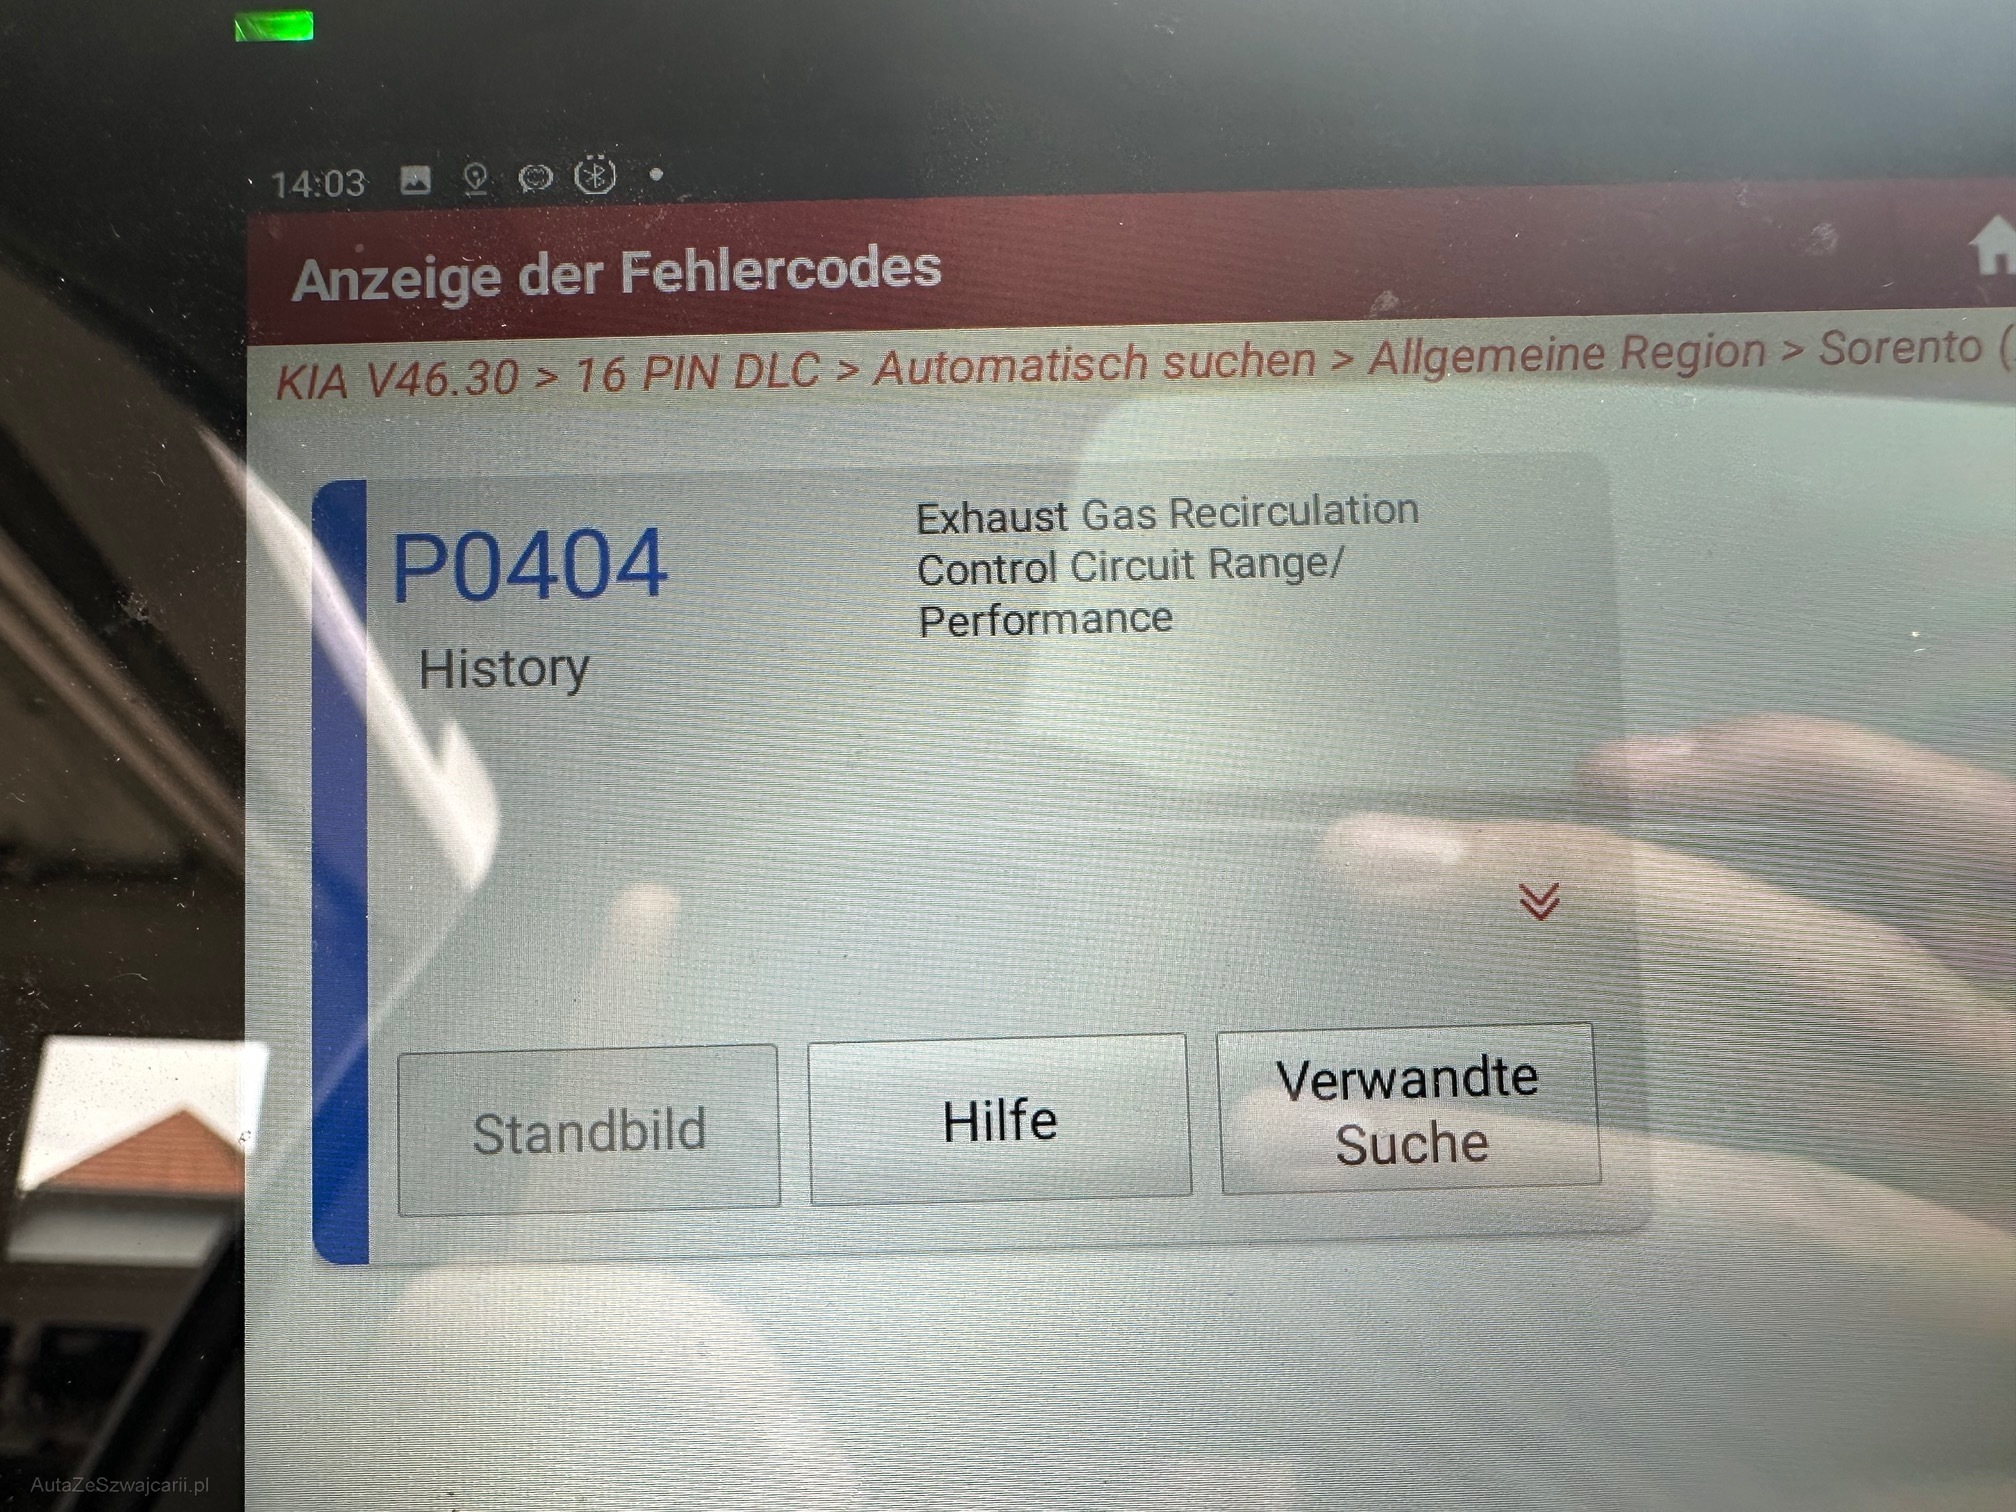 14:03
Anzeige der Fehlercodes
KIA V46.30 > 16 PIN DLC > Automatisch suchen > Allgemeine Region > Sorento (
P0404
History
Exhaust Gas Recirculation
Control Circuit Range/
Performance
Standbild
Hilfe
Verwandte
Suche
AutaZeSzwajcarii.pl